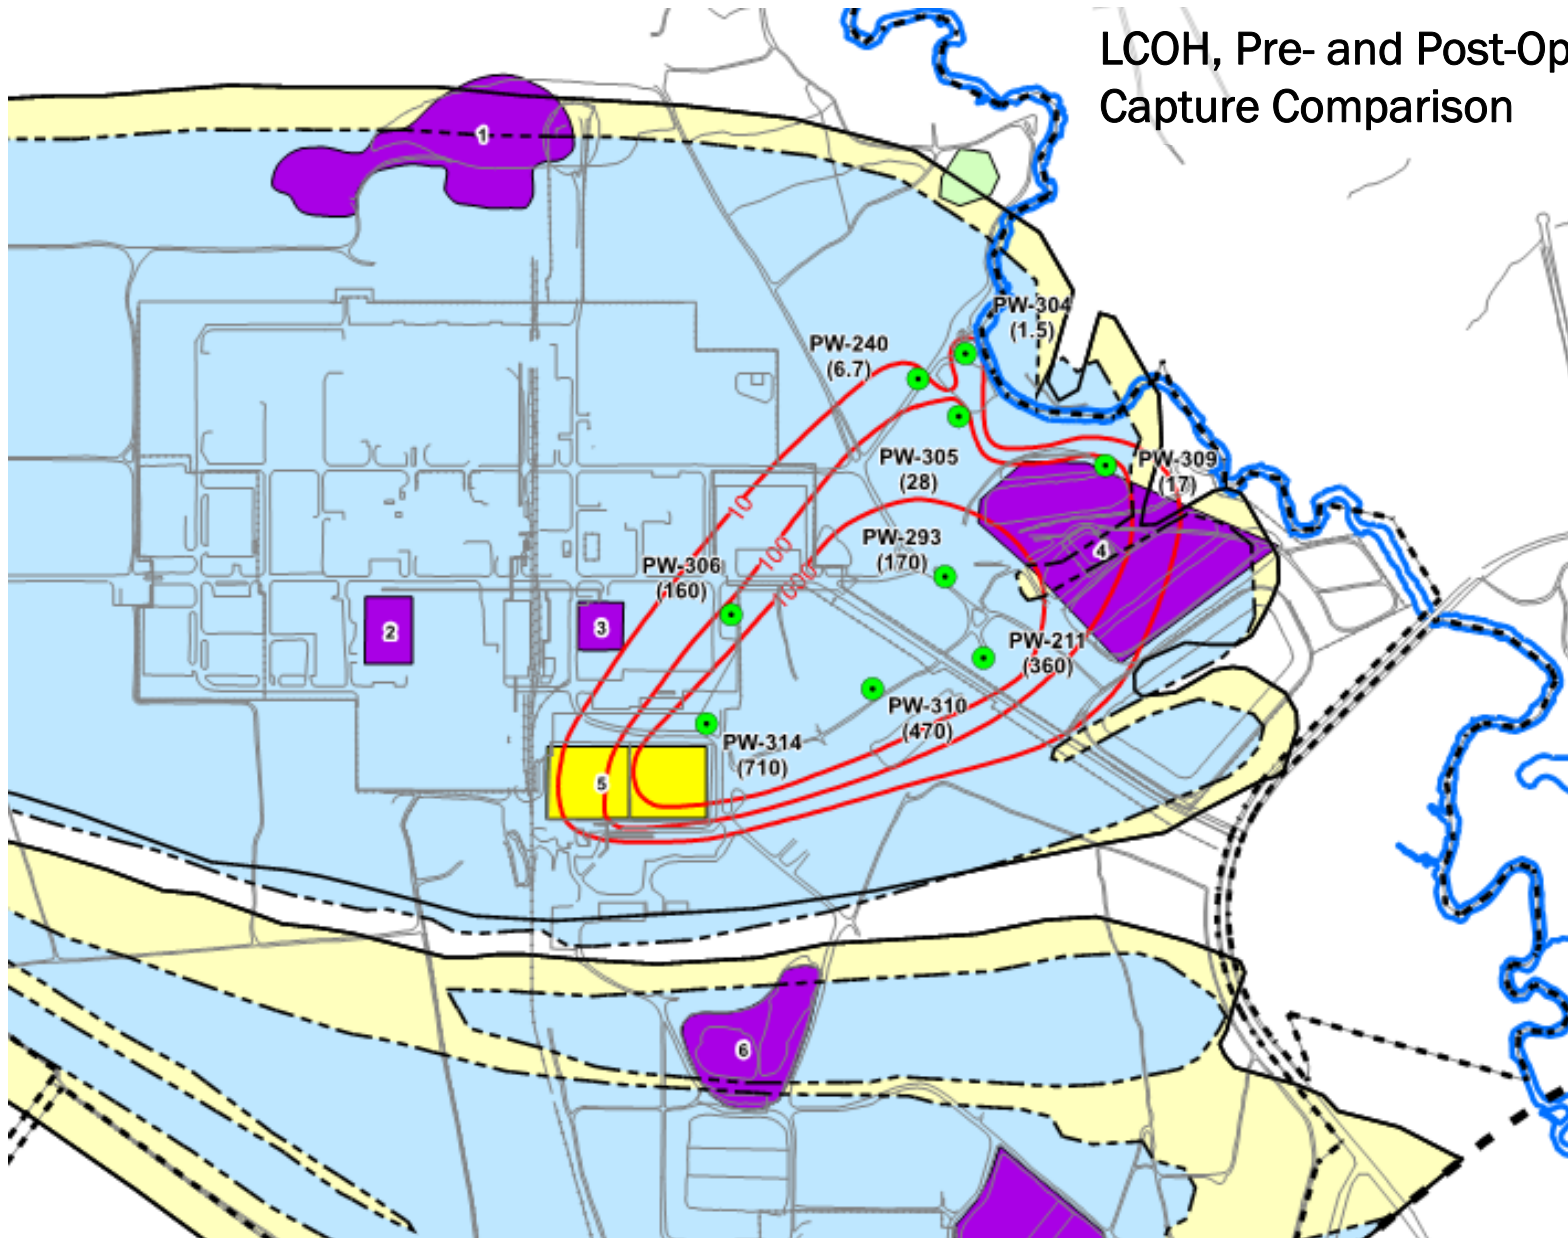 LCOH, Pre- and Post-Op
Capture Comparison
1
PW-304
(1.5)
PW-240
(6.7)
PW-305
(28)
PW-309
(17)
10
100
1000
PW-293
(170)
4
PW-306
(160)
2
3
PW-211
(360)
PW-310
(470)
PW-314
(710)
5
6